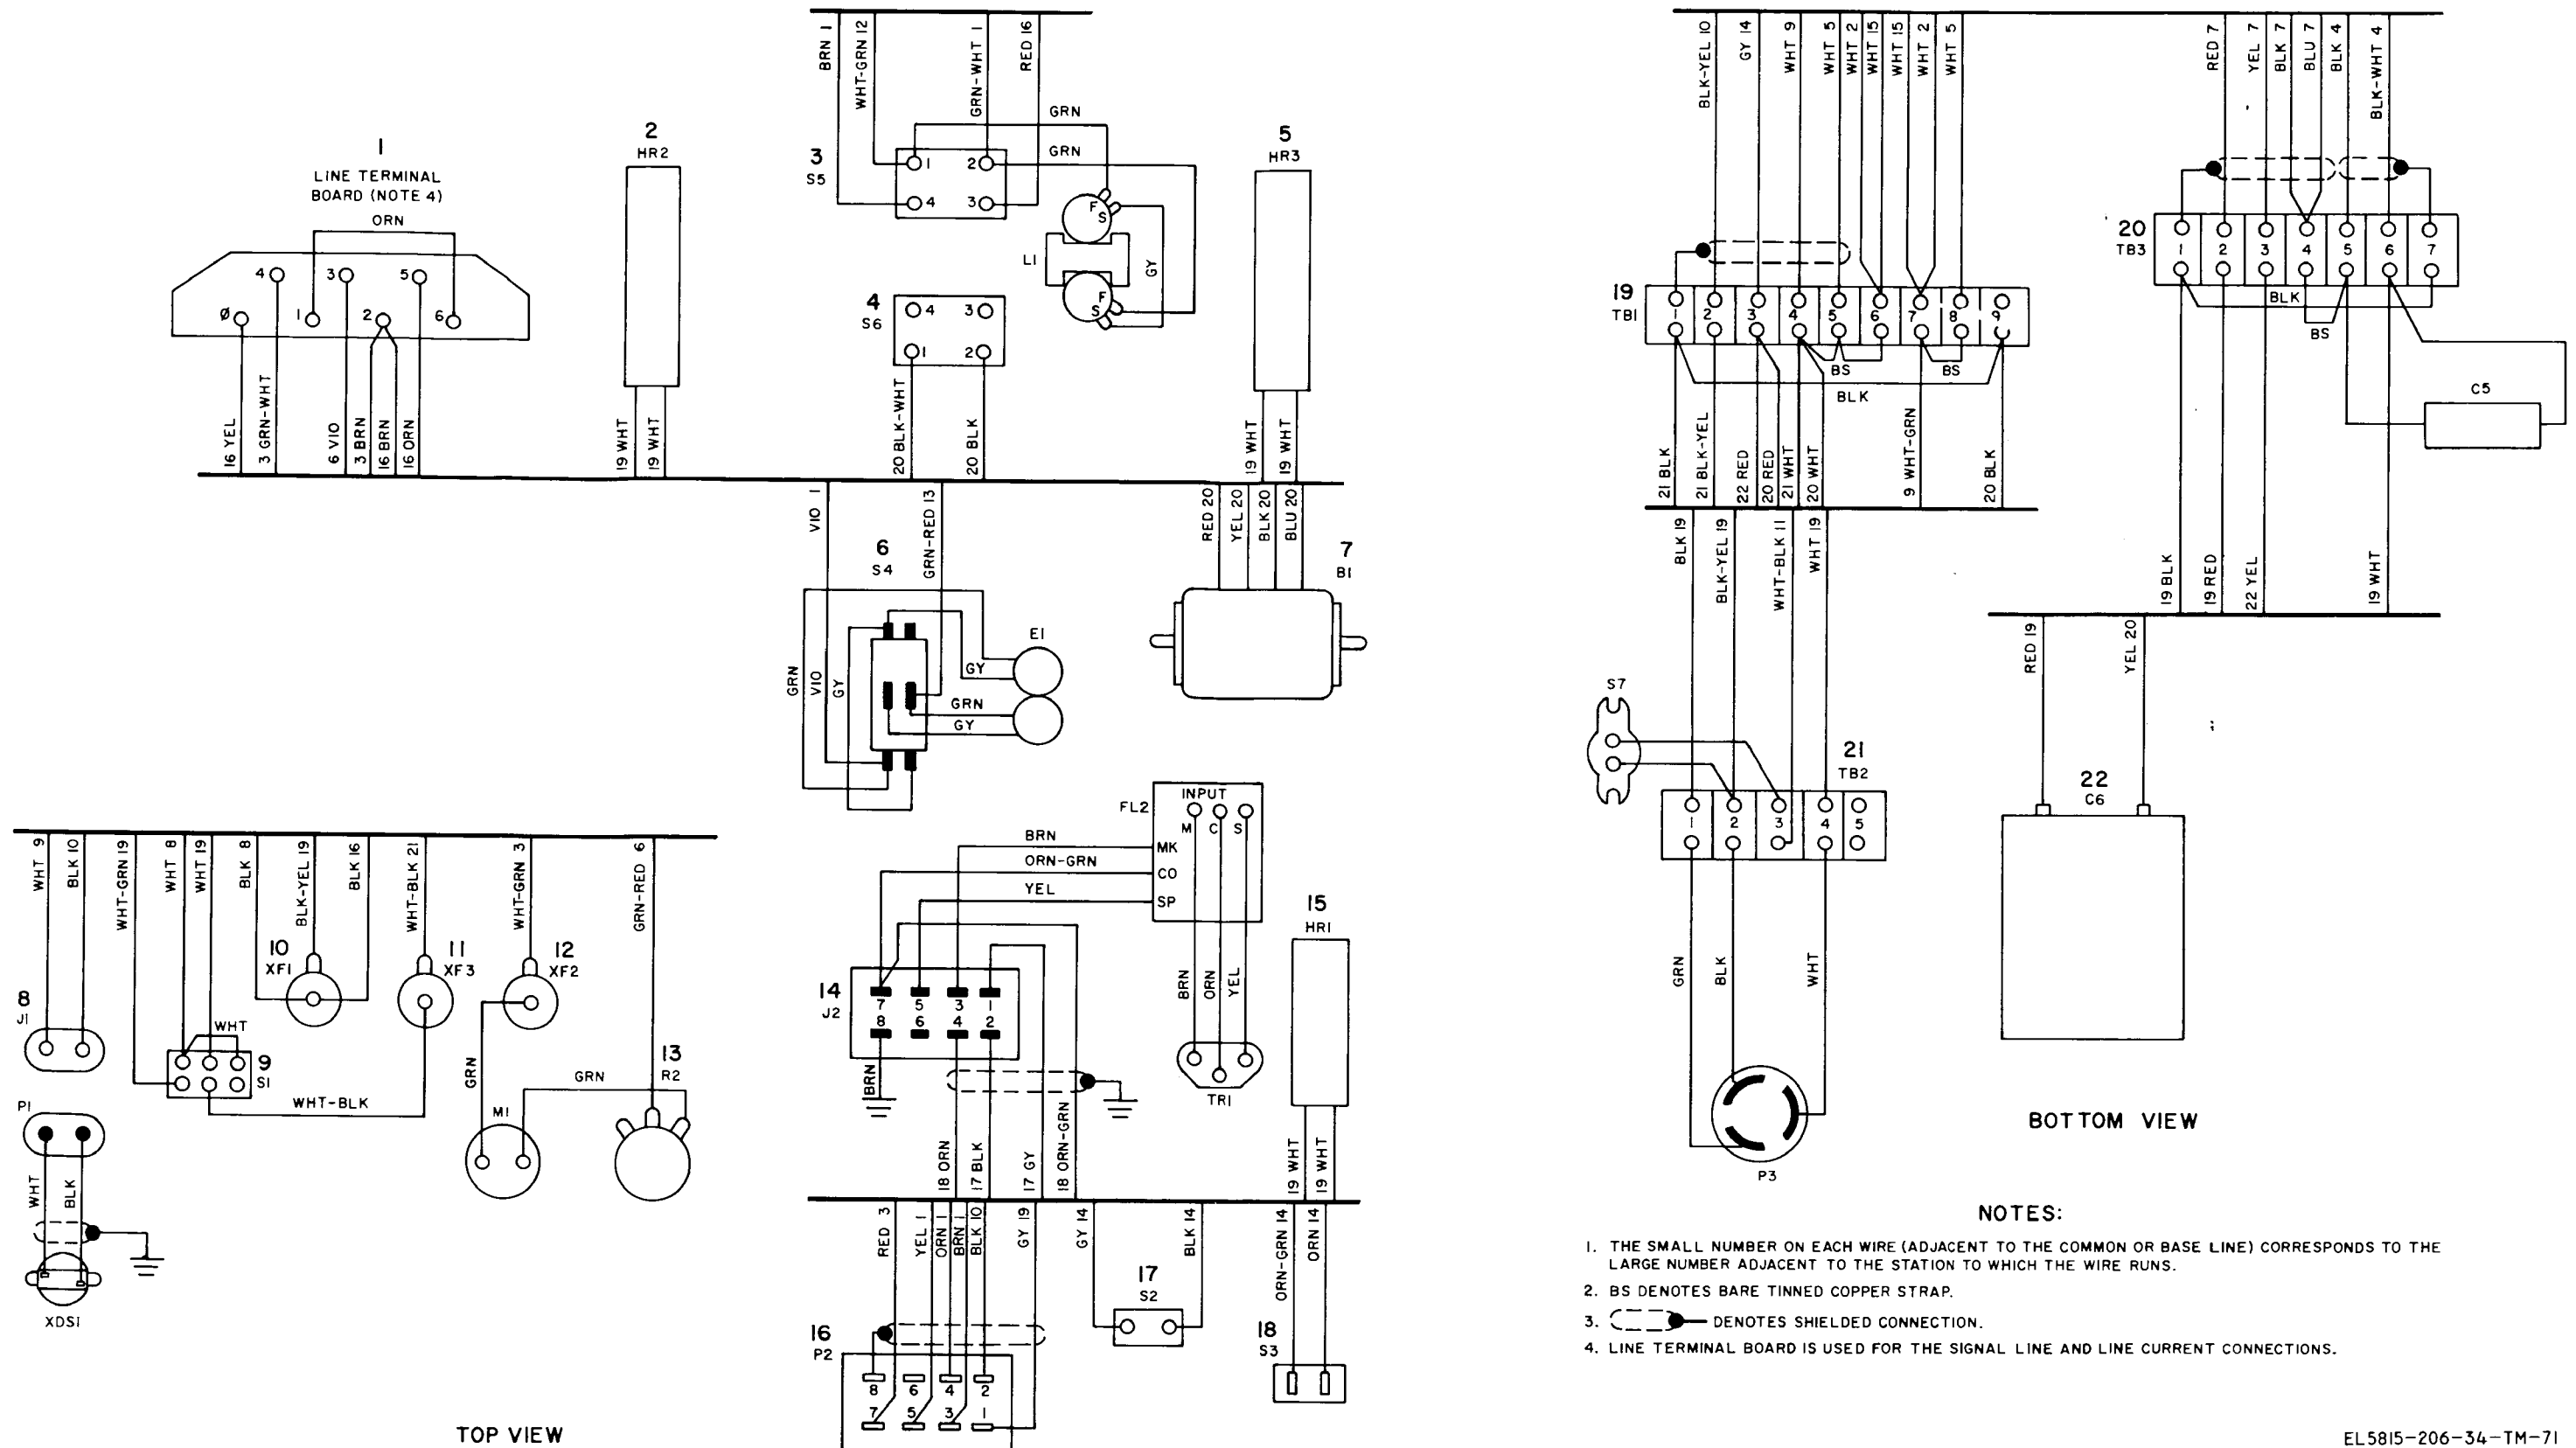 1
LINE TERMINAL
BOARD (NOTE 4)
ORN
4 3 5
Ø 1 2 6
16 YEL
3 GRN-WHT
6 VIO
3 BRN
16 BRN
16 ORN
2
HR2
19 WHT
19 WHT
BRN 1
WHT-GRN 12
GRN-WHT 1
RED 16
GRN
GRN
3
S5
1 2
4 3
F
S
L1
F
S
GY
4
S6
4 3
1 2
20 BLK-WHT
20 BLK
5
HR3
19 WHT
19 WHT
VIO 1
GRN-RED 13
6
S4
GRN
VIO
GY
E1
GY
GRN
GY
RED 20
YEL 20
BLK 20
BLU 20
7
B1
WHT 9
BLK 10
WHT-GRN 19
WHT 8
WHT 19
BLK 8
BLK-YEL 19
BLK 16
WHT-BLK 21
WHT-GRN 3
GRN-RED 6
8
J1
10
XF1
11
XF3
12
XF2
WHT
9
S1
WHT-BLK
GRN
M1
GRN
13
R2
P1
WHT
BLK
XDS1
FL2
INPUT
M C S
MK
CO
SP
BRN
ORN-GRN
YEL
BRN
ORN
YEL
TR1
14
J2
7 5 3 1
8 6 4 2
BRN
18 ORN
17 BLK
17 GY
18 ORN-GRN
15
HR1
19 WHT
19 WHT
RED 3
YEL 1
ORN 1
BRN 1
BLK 10
GY 19
GY 14
BLK 14
ORN-GRN 14
ORN 14
16
P2
8 6 4 2
7 5 3 1
17
S2
18
S3
TOP VIEW
BLK-YEL 10
GY 14
WHT 9
WHT 5
WHT 2
WHT 15
WHT 15
WHT 2
WHT 5
19
TB1
1 2 3 4 5 6 7 8 9
BS
BS
BLK
21 BLK
21 BLK-YEL
22 RED
20 RED
21 WHT
20 WHT
9 WHT-GRN
20 BLK
RED 7
YEL 7
BLK 7
BLU 7
BLK 4
BLK-WHT 4
20
TB3
1 2 3 4 5 6 7
BLK
BS
C5
19 BLK
19 RED
22 YEL
19 WHT
BLK 19
BLK-YEL 19
WHT-BLK 11
WHT 19
S7
21
TB2
1 2 3 4 5
GRN
BLK
WHT
P3
RED 19
YEL 20
22
C6
BOTTOM VIEW
NOTES:
1. THE SMALL NUMBER ON EACH WIRE (ADJACENT TO THE COMMON OR BASE LINE) CORRESPONDS TO THE
LARGE NUMBER ADJACENT TO THE STATION TO WHICH THE WIRE RUNS.
2. BS DENOTES BARE TINNED COPPER STRAP.
3. DENOTES SHIELDED CONNECTION.
4. LINE TERMINAL BOARD IS USED FOR THE SIGNAL LINE AND LINE CURRENT CONNECTIONS.
EL5815-206-34-TM-71